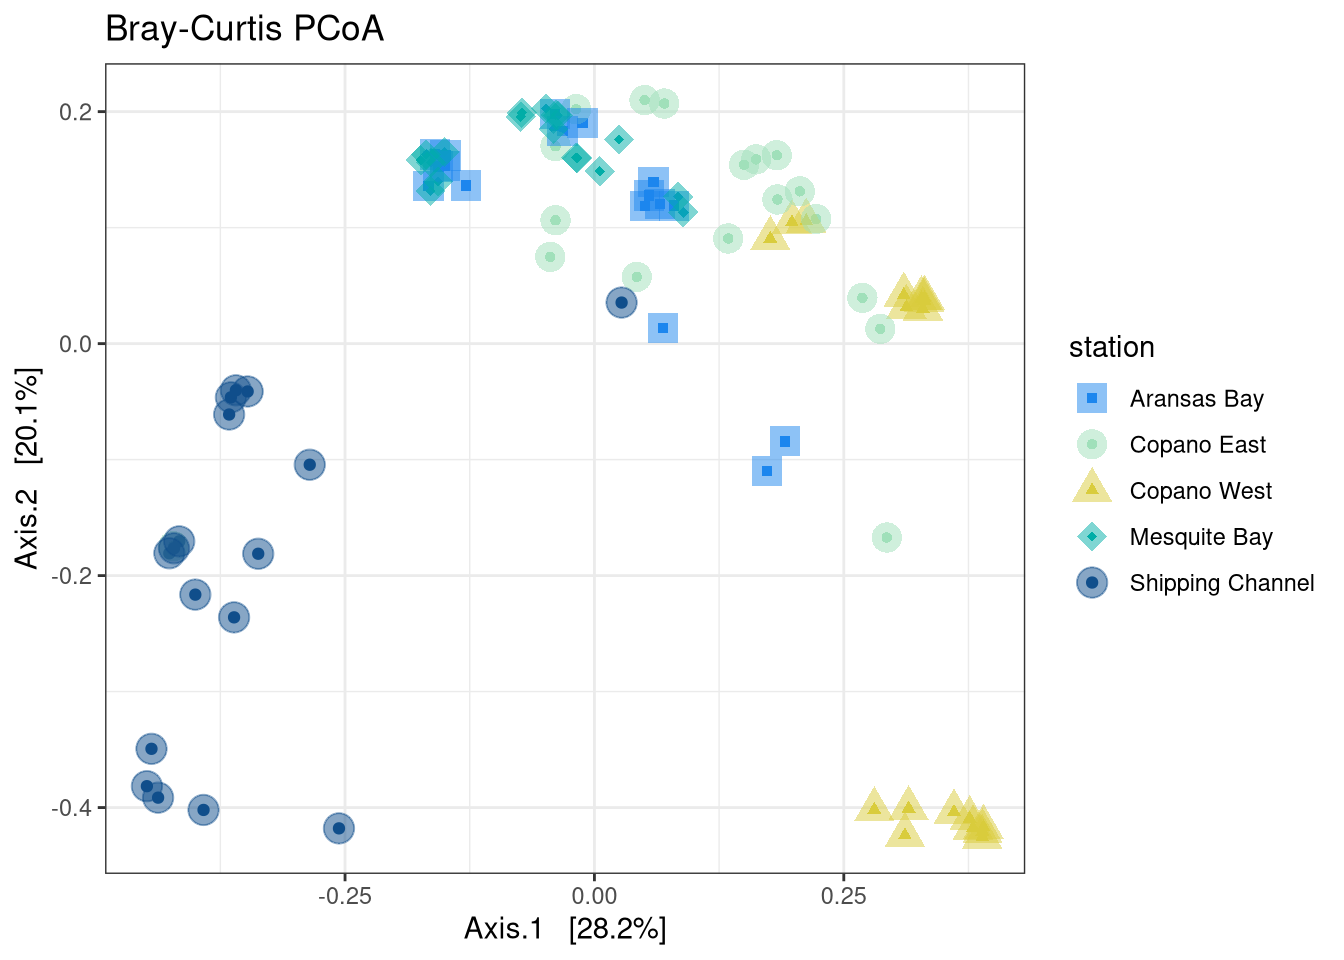 Bray-Curtis PCoA
0.2
0.0
-0.2
-0.4
Axis.2 [20.1%]
-0.25 0.00 0.25
Axis.1 [28.2%]
station
Aransas Bay
Copano East
Copano West
Mesquite Bay
Shipping Channel